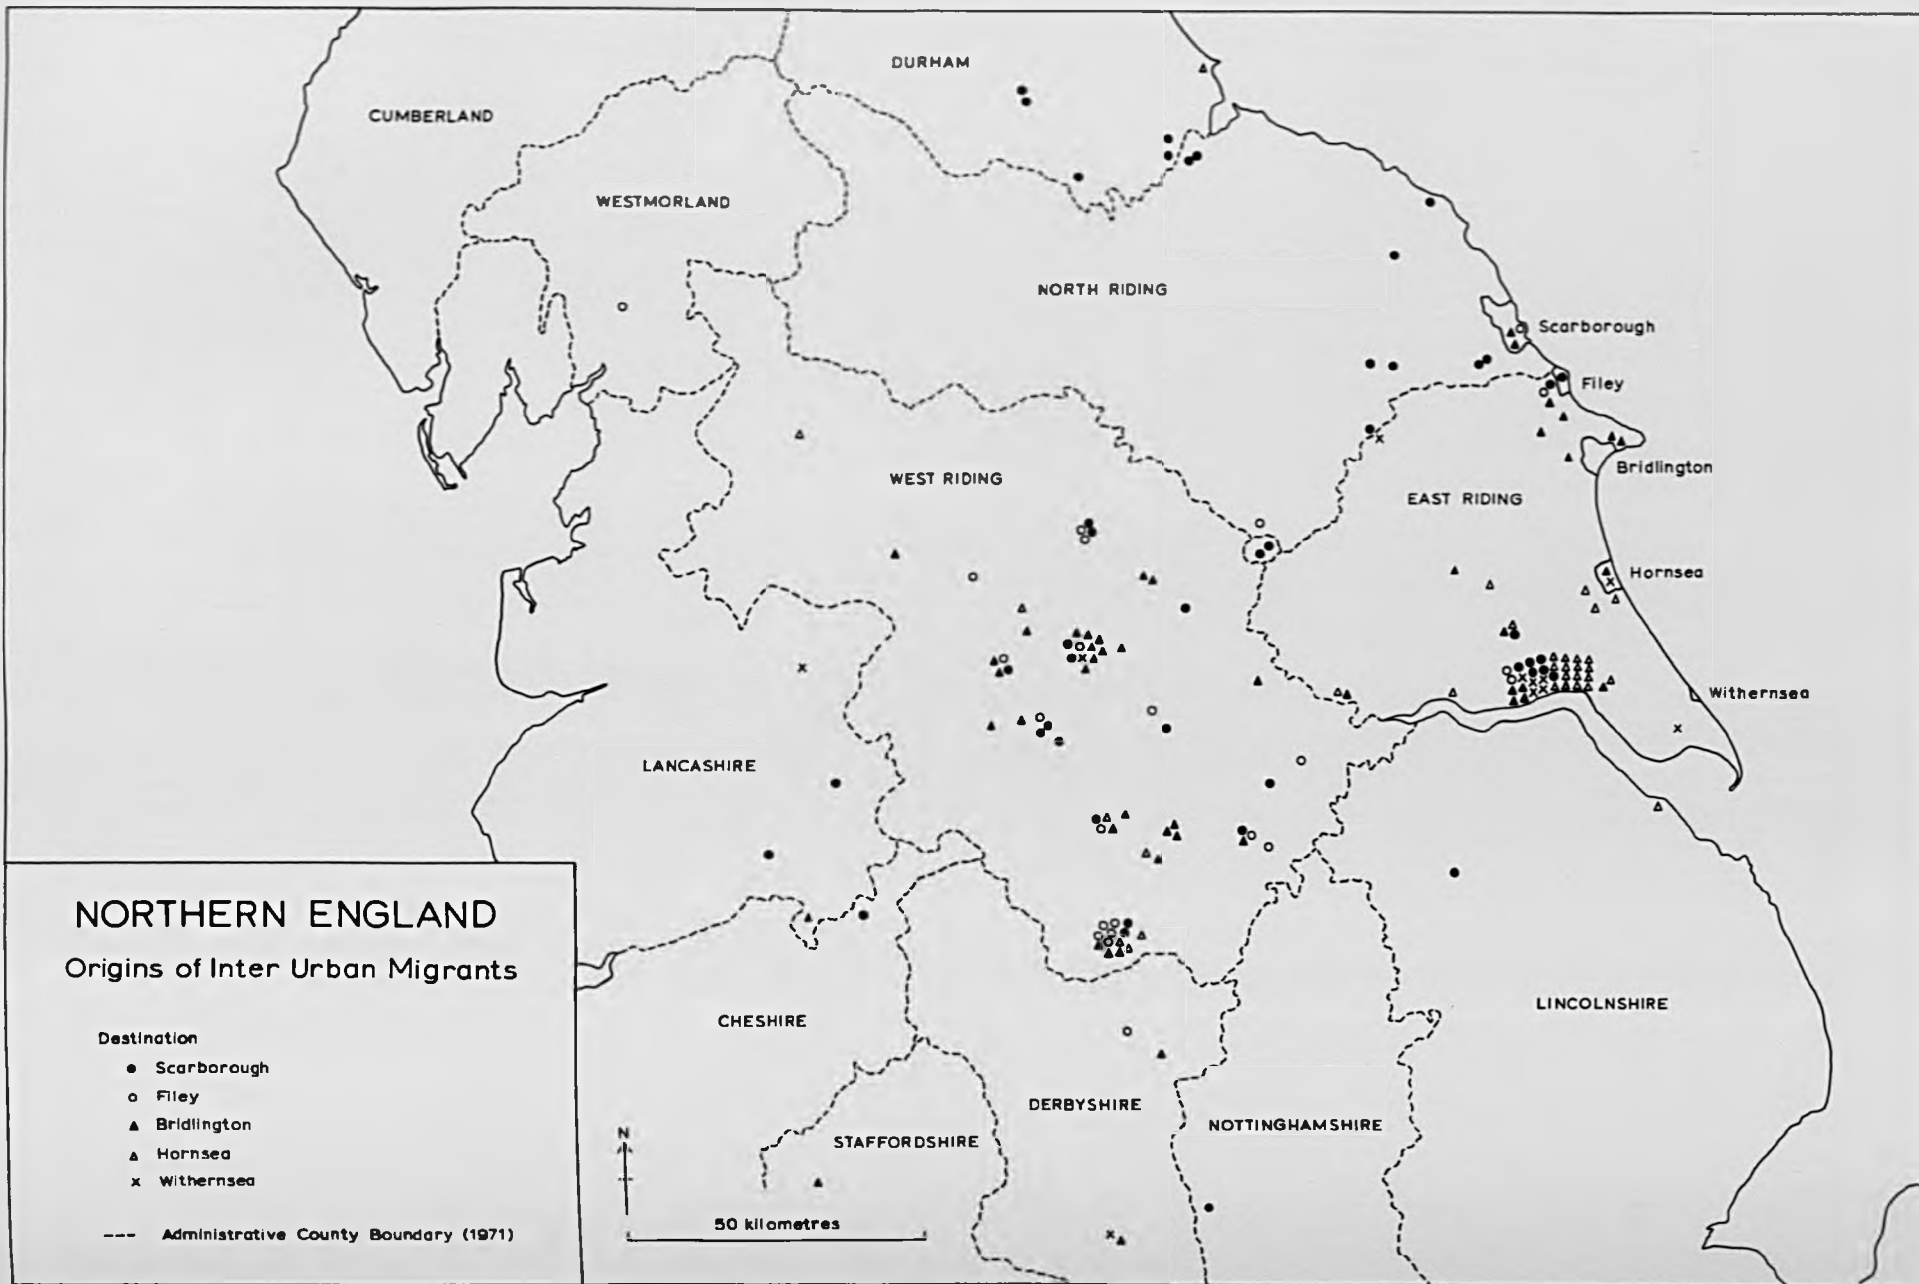 DURHAM
CUMBERLAND
WESTMORLAND
NORTH RIDING
Scarborough
Filey
Bridlington
WEST RIDING
EAST RIDING
Hornsea
Withernsea
LANCASHIRE
NORTHERN ENGLAND
Origins of Inter Urban Migrants
Destination
Scarborough
Filey
Bridlington
Hornsea
Withernsea
Administrative County Boundary (1971)
CHESHIRE
LINCOLNSHIRE
DERBYSHIRE
NOTTINGHAMSHIRE
STAFFORDSHIRE
N
50 kilometres